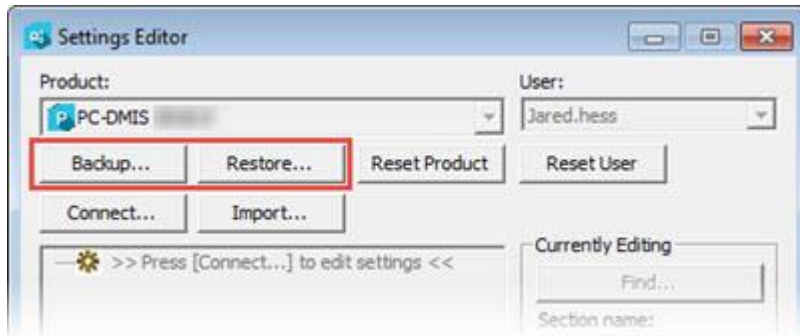 Settings Editor
Product: User:
PC-DMIS Jared.hess
Backup... Restore... Reset Product Reset User
Connect... Import...
>> Press [Connect...] to edit settings << Currently Editing
Find...
Section name: